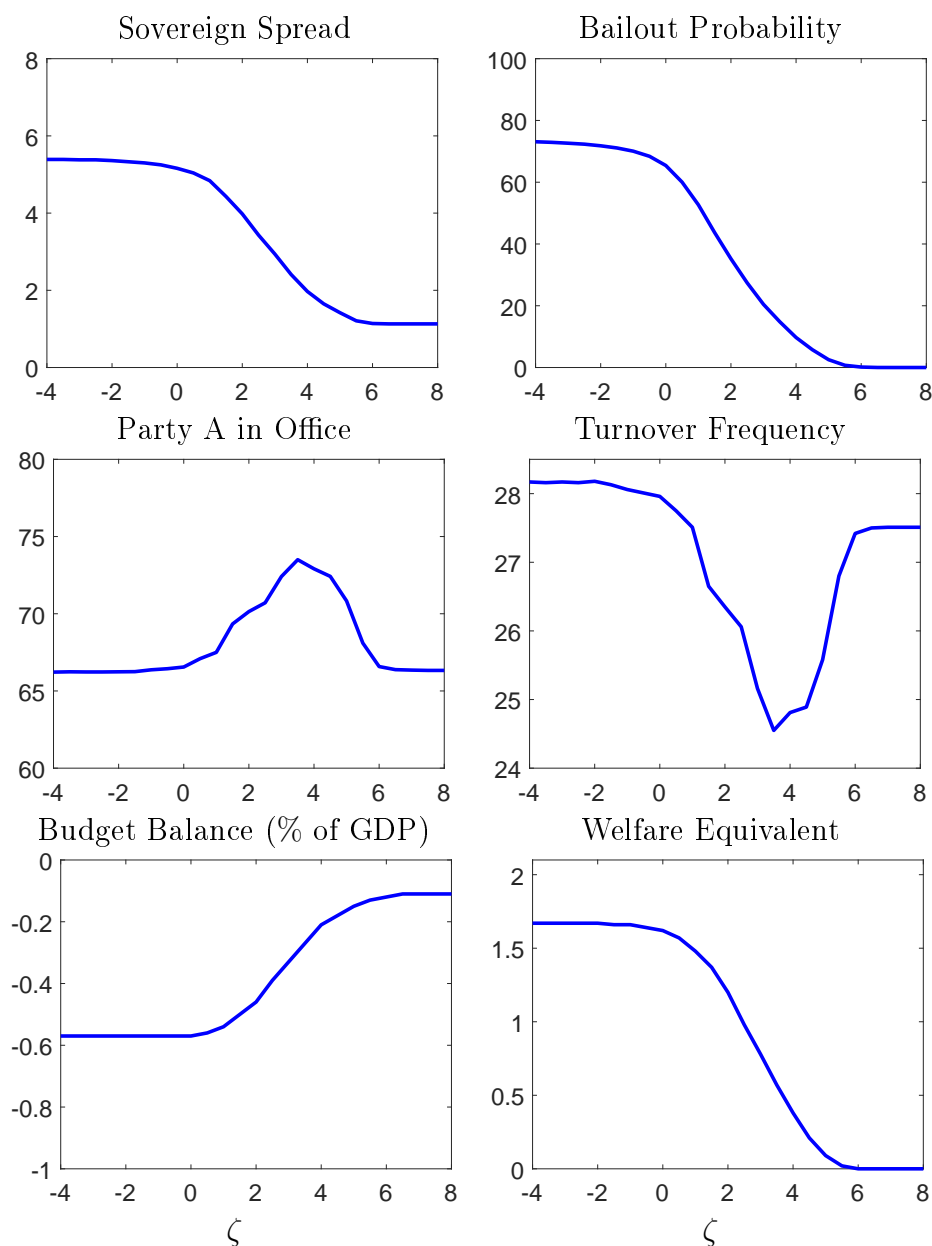 Sovereign Spread
8
6
4
2
0
-4 -2 0 2 4 6 8
Bailout Probability
100
80
60
40
20
0
-4 -2 0 2 4 6 8
Party A in Office
80
75
70
65
60
-4 -2 0 2 4 6 8
Turnover Frequency
28
27
26
25
24
-4 -2 0 2 4 6 8
Budget Balance (% of GDP)
0
-0.2
-0.4
-0.6
-0.8
-1
-4 -2 0 2 4 6 8
ζ
Welfare Equivalent
2
1.5
1
0.5
0
-4 -2 0 2 4 6 8
ζ